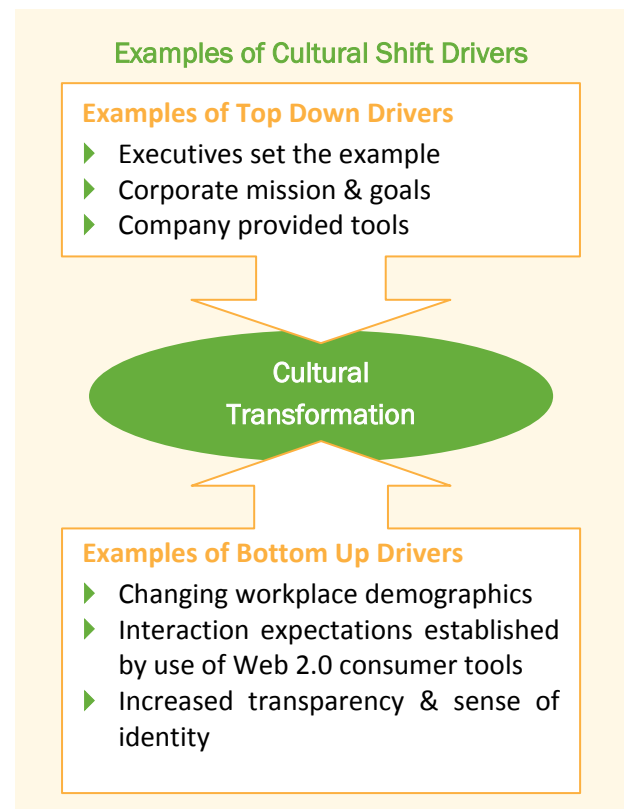 Examples of Cultural Shift Drivers
Examples of Top Down Drivers
Executives set the example
Corporate mission & goals
Company provided tools
Cultural
Transformation
Examples of Bottom Up Drivers
Changing workplace demographics
Interaction expectations established
by use of Web 2.0 consumer tools
Increased transparency & sense of
identity